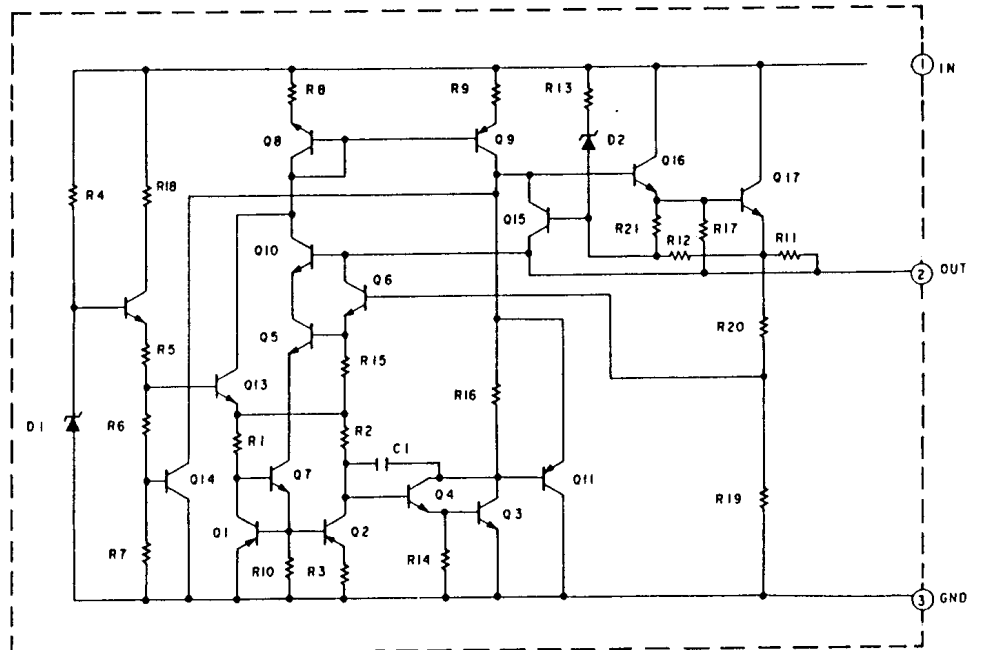 1 IN
R8
R9
R13
Q8
Q9
D2
Q16
R4
R18
Q17
Q15
R21
R12
R17
R11
Q10
Q6
2 OUT
R20
Q5
R5
R15
Q13
R16
D1
R6
R1
R2
C1
Q14
Q7
Q4
Q11
R19
Q1
Q2
Q3
R7
R10
R3
R14
3 GND